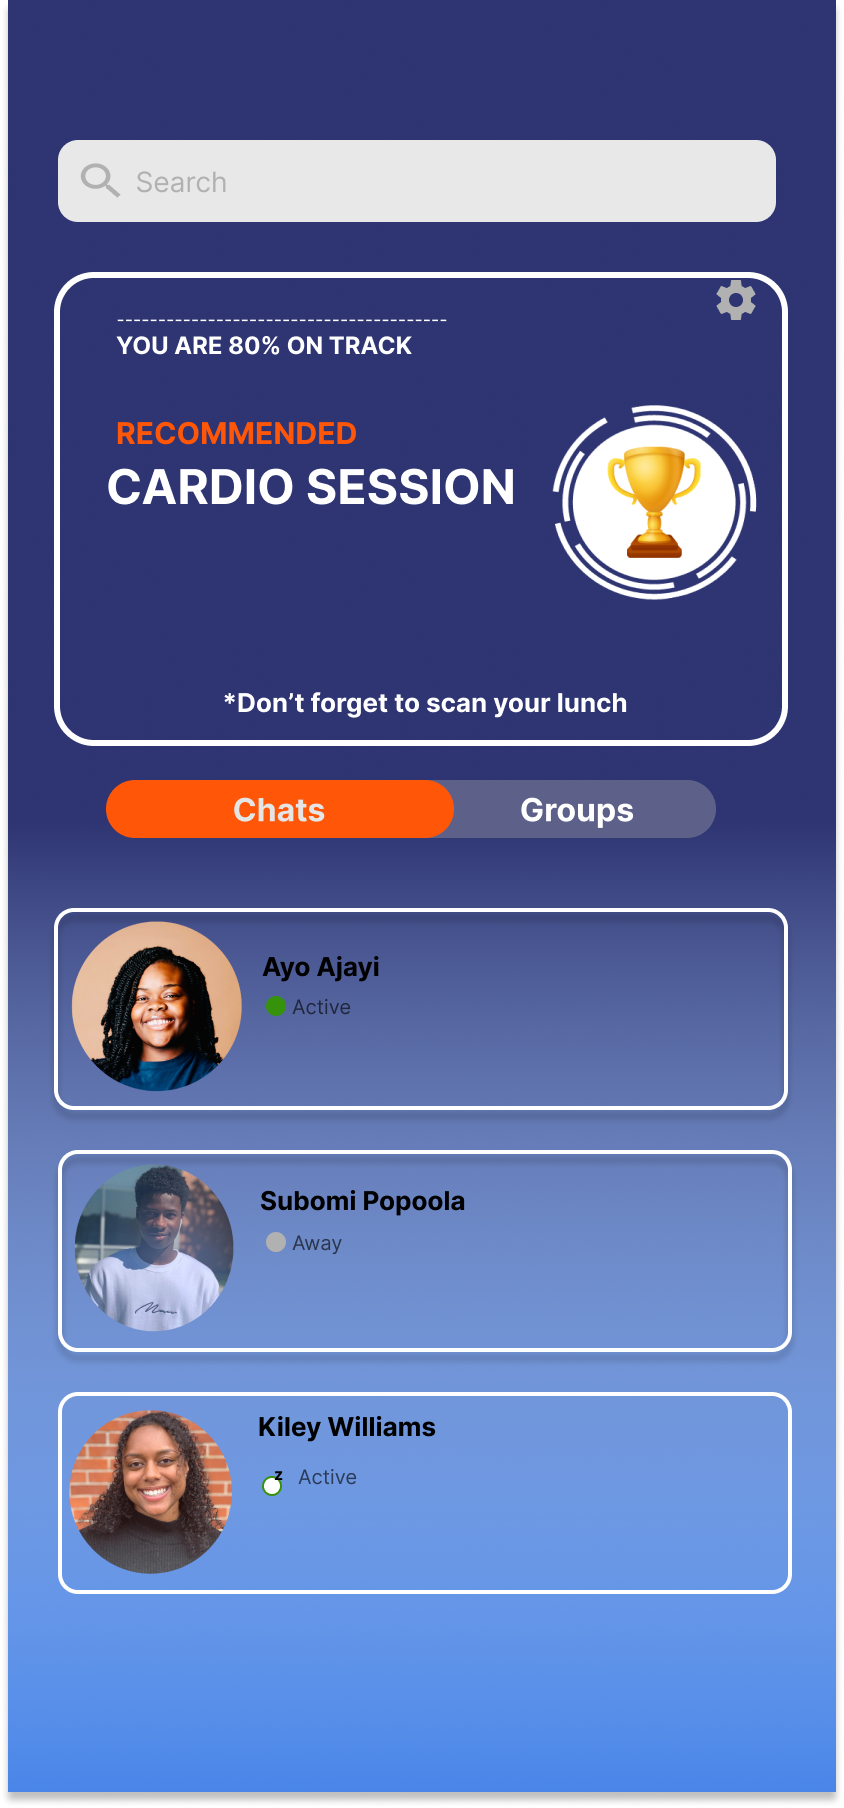 Search
----------------------------------------
YOU ARE 80% ON TRACK
RECOMMENDED
CARDIO SESSION
*Don’t forget to scan your lunch
Chats Groups
Ayo Ajayi
Active
Subomi Popoola
Away
Kiley Williams
z Active